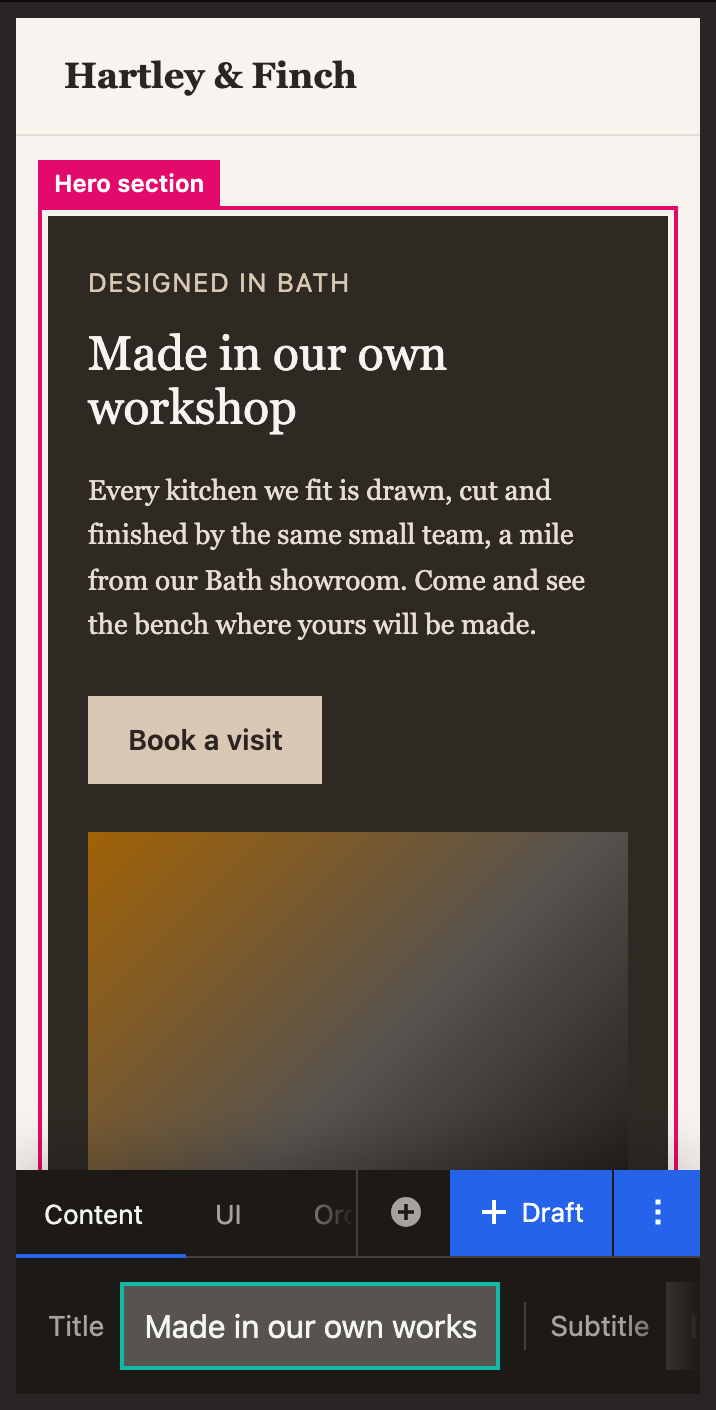 Hartley & Finch
Hero section
DESIGNED IN BATH
Made in our own
workshop
Every kitchen we fit is drawn, cut and
finished by the same small team, a mile
from our Bath showroom. Come and see
the bench where yours will be made.
Book a visit
Content UI Orc Draft
Title Made in our own works Subtitle